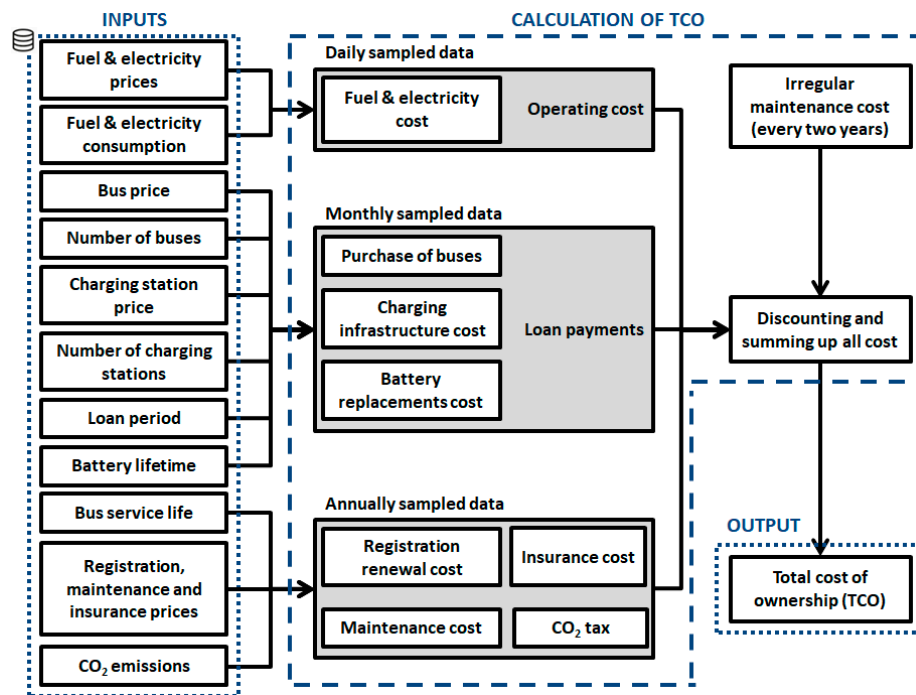 INPUTS
Fuel & electricity
prices
Fuel & electricity
consumption
Bus price
Number of buses
Charging station
price
Number of charging
stations
Loan period
Battery lifetime
Bus service life
Registration,
maintenance and
insurance prices
CO₂ emissions
CALCULATION OF TCO
Daily sampled data
Fuel & electricity
cost
Operating cost
Monthly sampled data
Purchase of buses
Charging
infrastructure cost
Battery
replacements cost
Loan payments
Annually sampled data
Registration
renewal cost
Insurance cost
Maintenance cost
CO₂ tax
Irregular
maintenance cost
(every two years)
Discounting and
summing up all cost
OUTPUT
Total cost of
ownership (TCO)